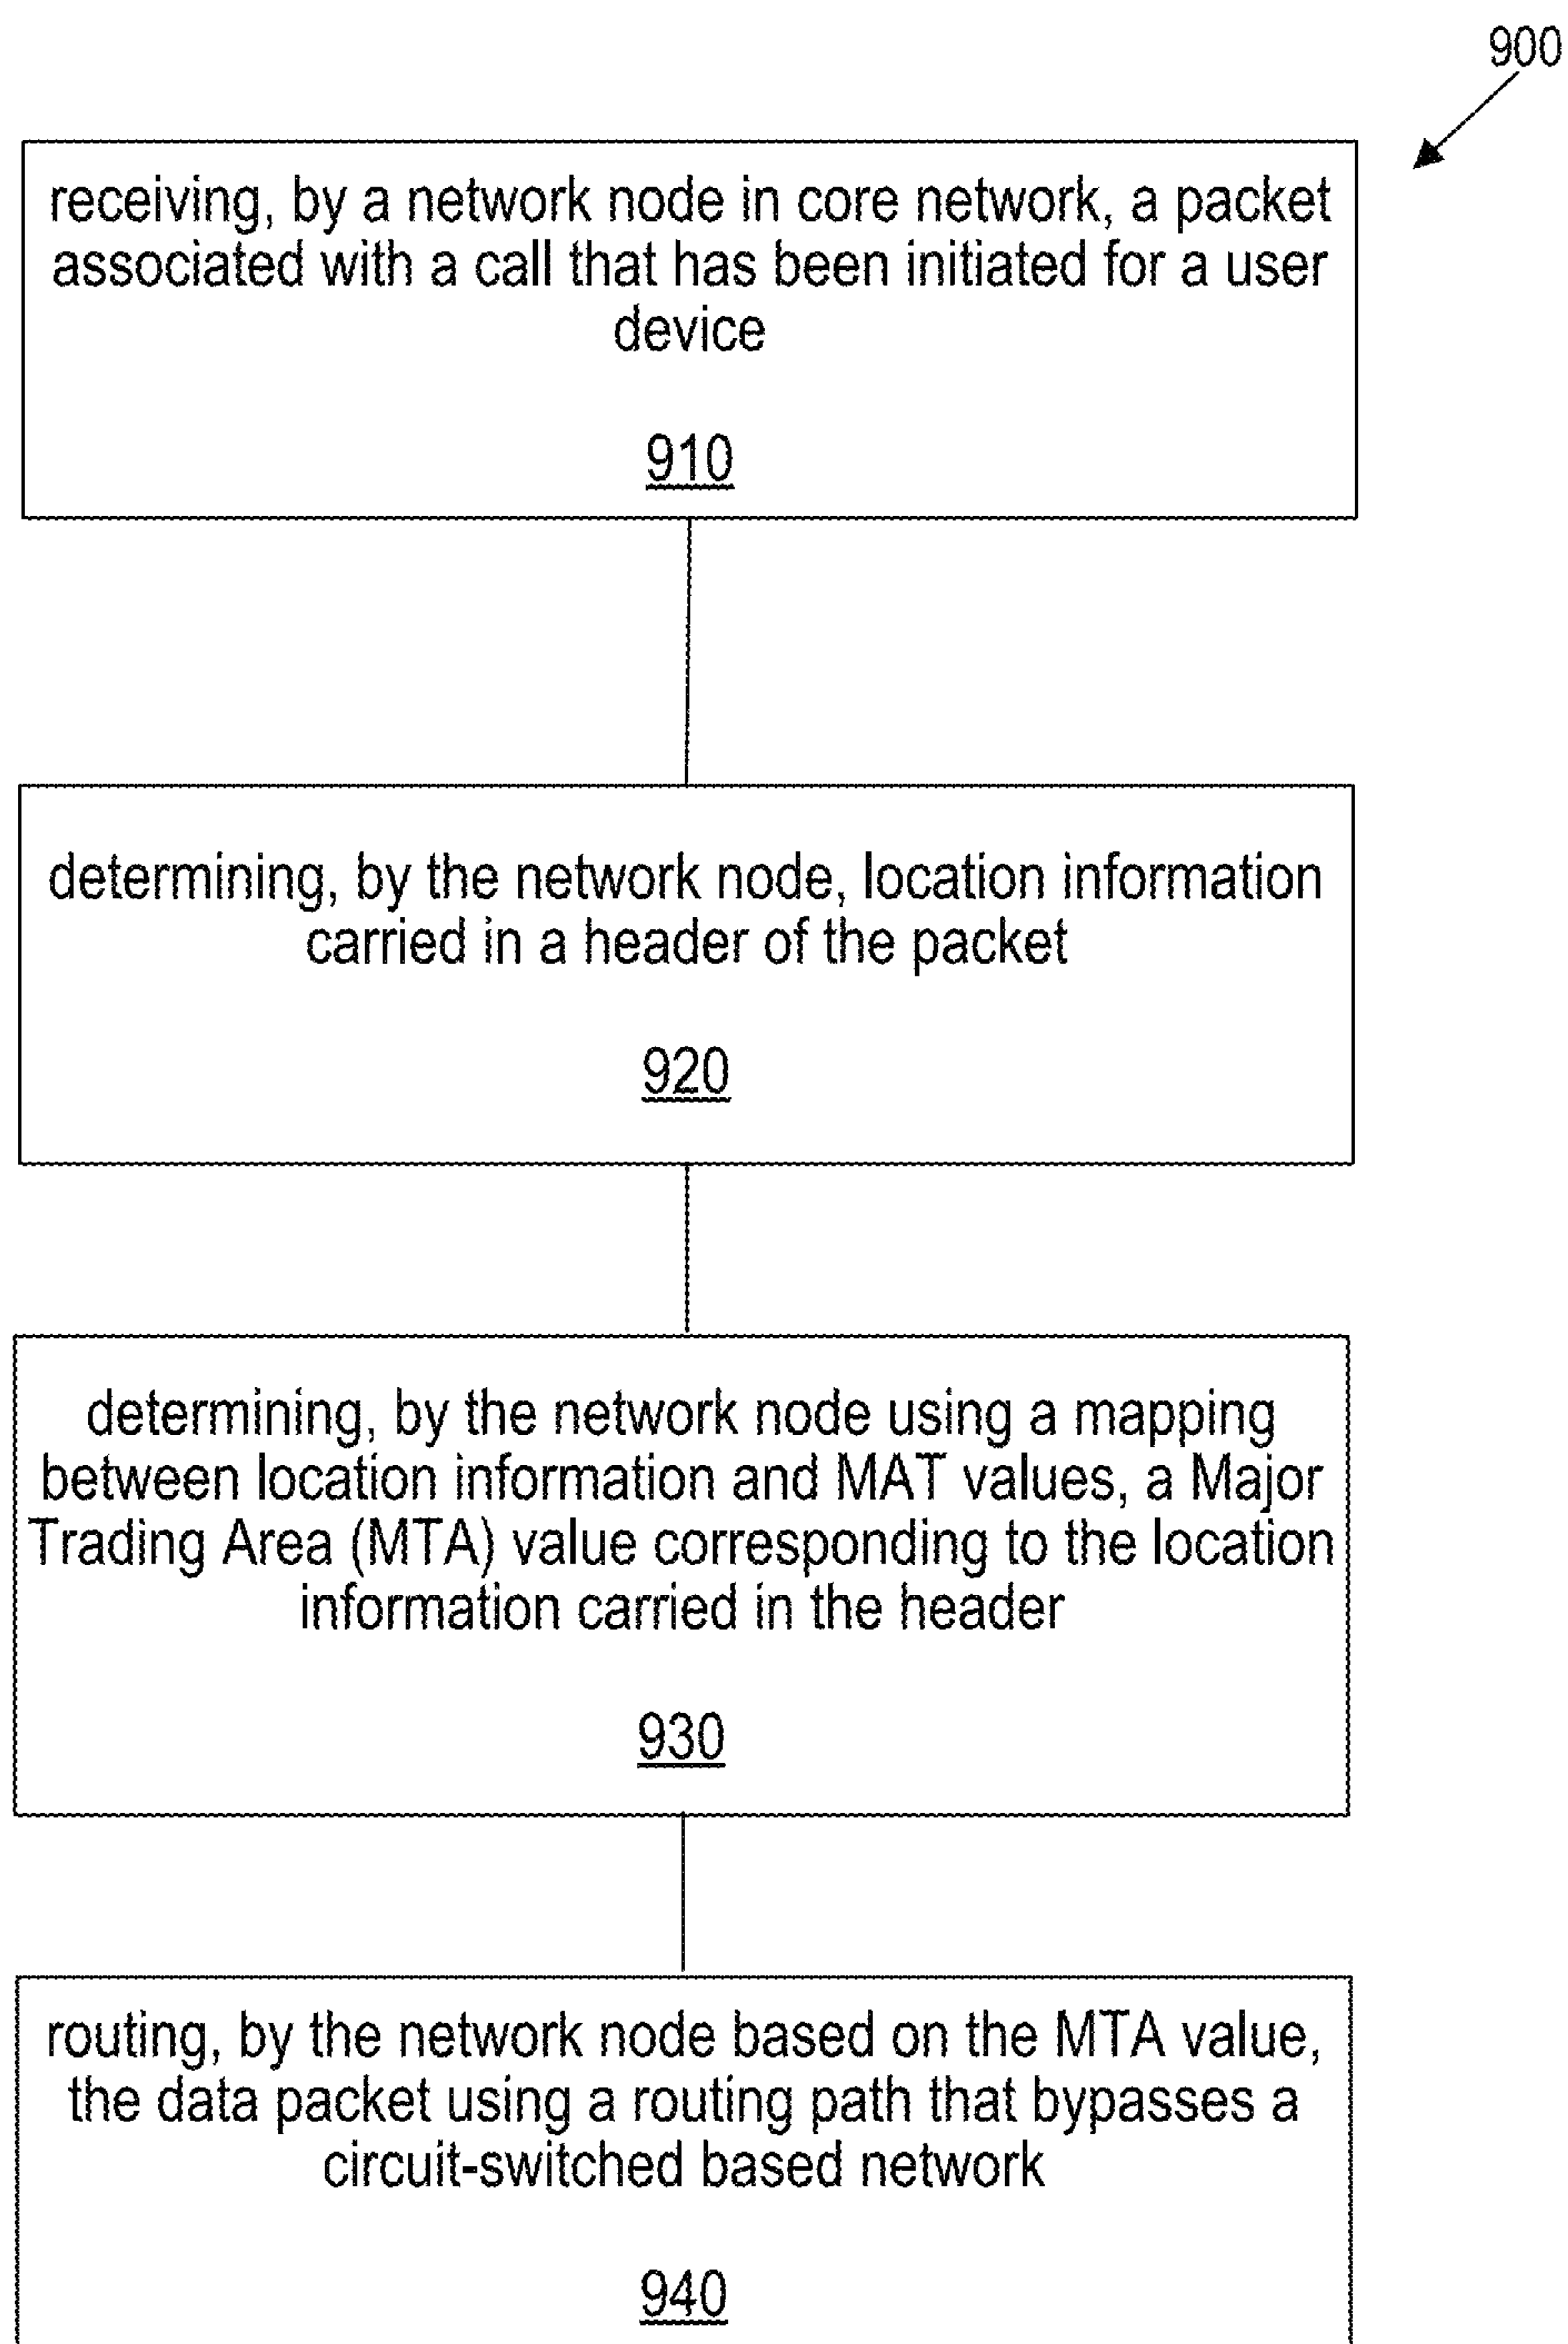 900
receiving, by a network node in core network, a packet
associated with a call that has been initiated for a user
device
910
determining, by the network node, location information
carried in a header of the packet
920
determining, by the network node using a mapping
between location information and MAT values, a Major
Trading Area (MTA) value corresponding to the location
information carried in the header
930
routing, by the network node based on the MTA value,
the data packet using a routing path that bypasses a
circuit-switched based network
940